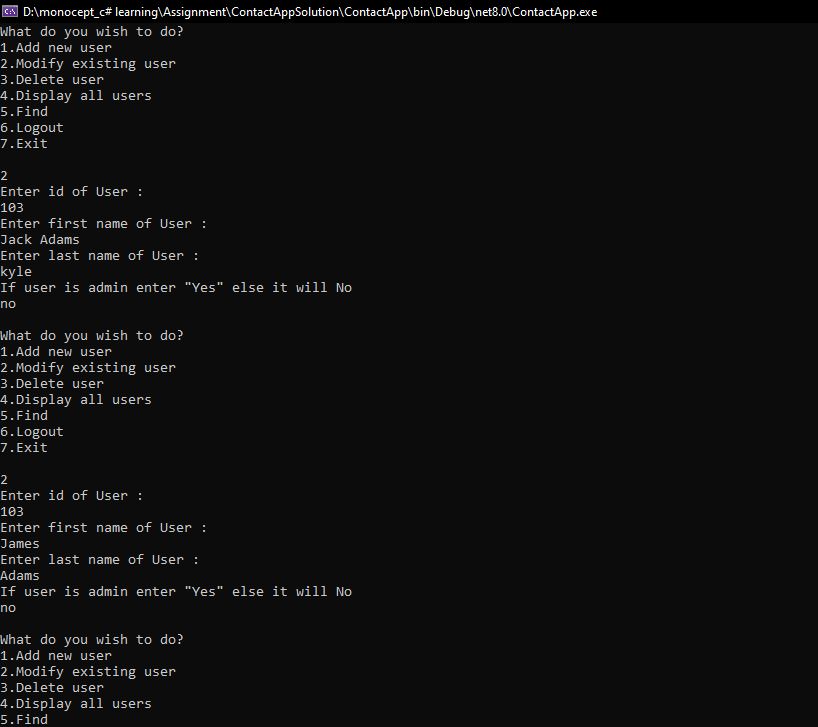 D:\monocept_c# learning\Assignment\ContactAppSolution\ContactApp\bin\Debug\net8.0\ContactApp.exe
What do you wish to do?
1.Add new user
2.Modify existing user
3.Delete user
4.Display all users
5.Find
6.Logout
7.Exit
2
Enter id of User :
103
Enter first name of User :
Jack Adams
Enter last name of User :
kyle
If user is admin enter "Yes" else it will No
no
What do you wish to do?
1.Add new user
2.Modify existing user
3.Delete user
4.Display all users
5.Find
6.Logout
7.Exit
2
Enter id of User :
103
Enter first name of User :
James
Enter last name of User :
Adams
If user is admin enter "Yes" else it will No
no
What do you wish to do?
1.Add new user
2.Modify existing user
3.Delete user
4.Display all users
5.Find